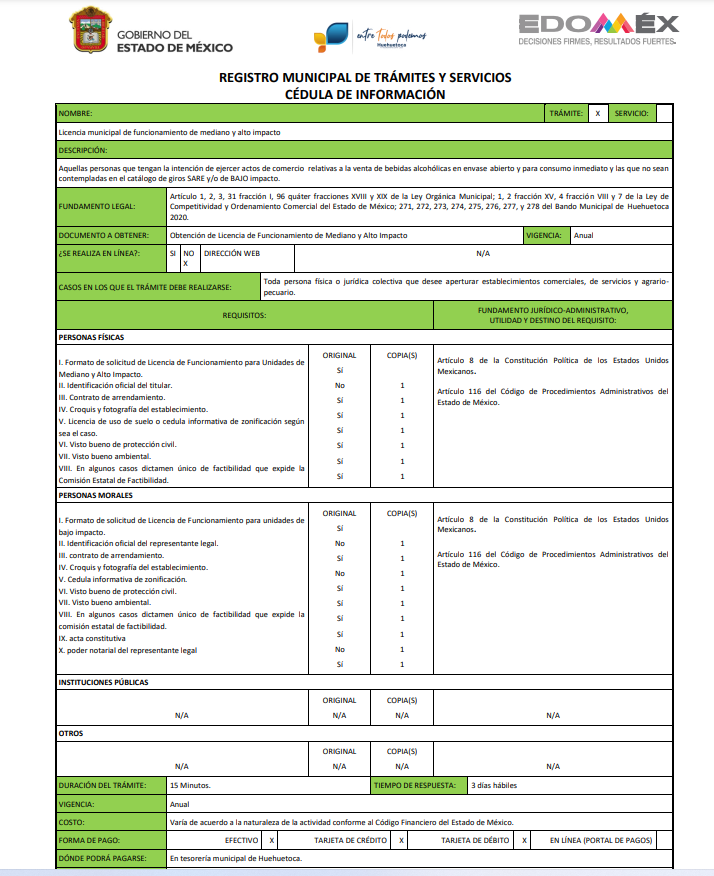 GOBIERNO DEL
ESTADO DE MÉXICO
entre Todos podemos
Huehuetoca
EDOMÉX
DECISIONES FIRMES, RESULTADOS FUERTES.
REGISTRO MUNICIPAL DE TRÁMITES Y SERVICIOS
CÉDULA DE INFORMACIÓN
NOMBRE: TRÁMITE: X SERVICIO:
Licencia municipal de funcionamiento de mediano y alto impacto
DESCRIPCIÓN:
Aquellas personas que tengan la intención de ejercer actos de comercio relativas a la venta de bebidas alcohólicas en envase abierto y para consumo inmediato y las que no sean
contempladas en el catálogo de giros SARE y/o de BAJO impacto.
FUNDAMENTO LEGAL:
Artículo 1, 2, 3, 31 fracción I, 96 quáter fracciones XVIII y XIX de la Ley Orgánica Municipal; 1, 2 fracción XV, 4 fracción VIII y 7 de la Ley de
Competitividad y Ordenamiento Comercial del Estado de México; 271, 272, 273, 274, 275, 276, 277, y 278 del Bando Municipal de Huehuetoca
2020.
DOCUMENTO A OBTENER: Obtención de Licencia de Funcionamiento de Mediano y Alto Impacto VIGENCIA: Anual
¿SE REALIZA EN LÍNEA?: SI NO DIRECCIÓN WEB N/A
X
CASOS EN LOS QUE EL TRÁMITE DEBE REALIZARSE:
Toda persona física o jurídica colectiva que desee aperturar establecimientos comerciales, de servicios y agrario-
pecuario.
REQUISITOS:
FUNDAMENTO JURÍDICO-ADMINISTRATIVO,
UTILIDAD Y DESTINO DEL REQUISITO:
PERSONAS FÍSICAS
I. Formato de solicitud de Licencia de Funcionamiento para Unidades de
Mediano y Alto Impacto.
II. Identificación oficial del titular.
III. Contrato de arrendamiento.
IV. Croquis y fotografía del establecimiento.
V. Licencia de uso de suelo o cedula informativa de zonificación según
sea el caso.
VI. Visto bueno de protección civil.
VII. Visto bueno ambiental.
VIII. En algunos casos dictamen único de factibilidad que expide la
Comisión Estatal de Factibilidad.
ORIGINAL COPIA(S)
Sí
No 1
Sí 1
Sí 1
Sí 1
Sí 1
Sí 1
Sí 1
Artículo 8 de la Constitución Política de los Estados Unidos
Mexicanos.
Artículo 116 del Código de Procedimientos Administrativos del
Estado de México.
PERSONAS MORALES
I. Formato de solicitud de Licencia de Funcionamiento para unidades de
bajo impacto.
II. Identificación oficial del representante legal.
III. contrato de arrendamiento.
IV. Croquis y fotografía del establecimiento.
V. Cedula informativa de zonificación.
VI. Visto bueno de protección civil.
VII. Visto bueno ambiental.
VIII. En algunos casos dictamen único de factibilidad que expide la
comisión estatal de factibilidad.
IX. acta constitutiva
X. poder notarial del representante legal
ORIGINAL COPIA(S)
Sí
No 1
Sí 1
No 1
Sí 1
Sí 1
Sí 1
Sí 1
No 1
Sí 1
Artículo 8 de la Constitución Política de los Estados Unidos
Mexicanos.
Artículo 116 del Código de Procedimientos Administrativos del
Estado de México.
INSTITUCIONES PÚBLICAS
ORIGINAL COPIA(S)
N/A N/A N/A N/A
OTROS
ORIGINAL COPIA(S)
N/A N/A N/A N/A
DURACIÓN DEL TRÁMITE: 15 Minutos. TIEMPO DE RESPUESTA: 3 días hábiles
VIGENCIA: Anual
COSTO: Varía de acuerdo a la naturaleza de la actividad conforme al Código Financiero del Estado de México.
FORMA DE PAGO: EFECTIVO X TARJETA DE CRÉDITO X TARJETA DE DÉBITO X EN LÍNEA (PORTAL DE PAGOS)
DÓNDE PODRÁ PAGARSE: En tesorería municipal de Huehuetoca.